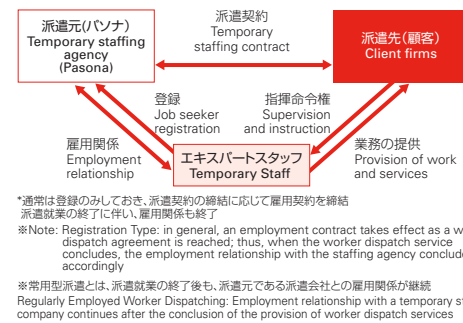 派遣元(パソナ)
Temporary staffing
agency
(Pasona)
派遣契約
Temporary
staffing contract
派遣先(顧客)
Client firms
登録
Job seeker
registration
指揮命令権
Supervision
and instruction
雇用関係
Employment
relationship
エキスパートスタッフ
Temporary Staff
業務の提供
Provision of work
and services
*通常は登録のみしておき、派遣契約の締結に応じて雇用契約を締結
派遣就業の終了に伴い、雇用関係も終了
※Note: Registration Type: in general, an employment contract takes effect as a w
dispatch agreement is reached; thus, when the worker dispatch service
concludes, the employment relationship with the staffing agency conclud
accordingly
※常用型派遣とは、派遣就業の終了後も、派遣元である派遣会社との雇用関係が継続
Regularly Employed Worker Dispatching: Employment relationship with a temporary st
company continues after the conclusion of the provision of worker dispatch services